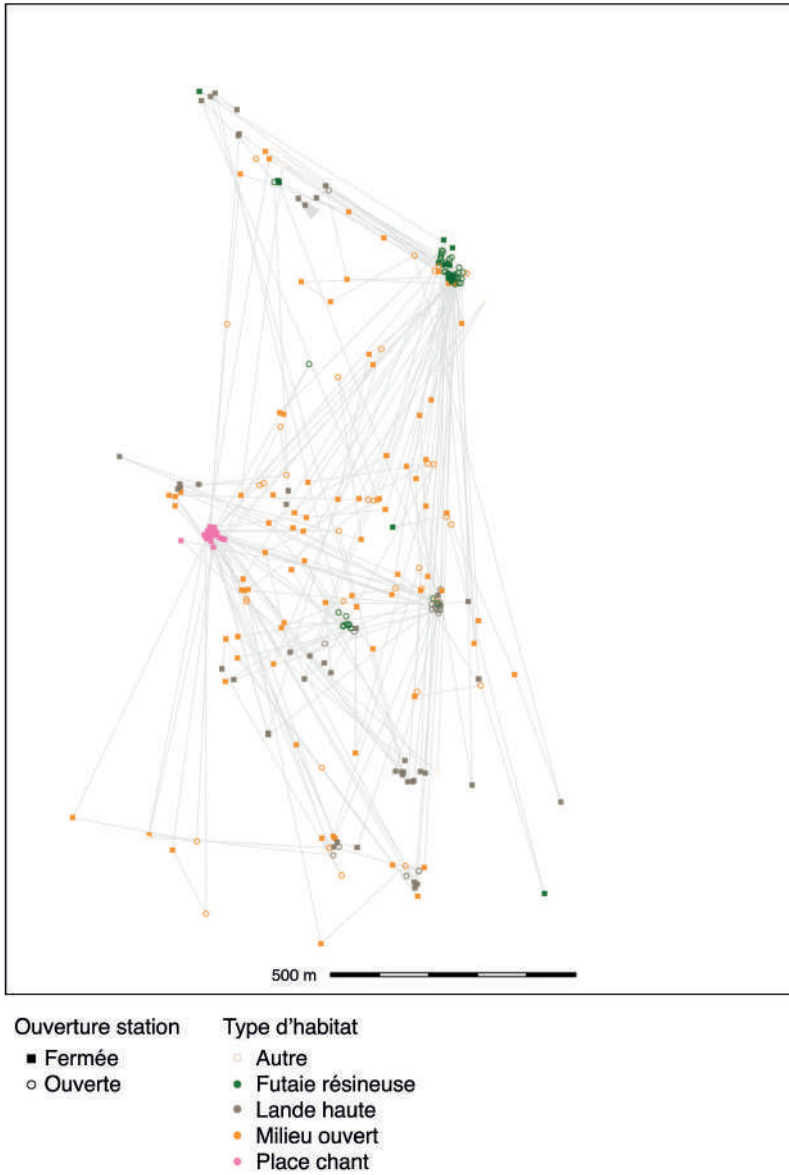 500 m
Ouverture station
Fermée
Ouverte
Type d'habitat
Autre
Futaie résineuse
Lande haute
Milieu ouvert
Place chant